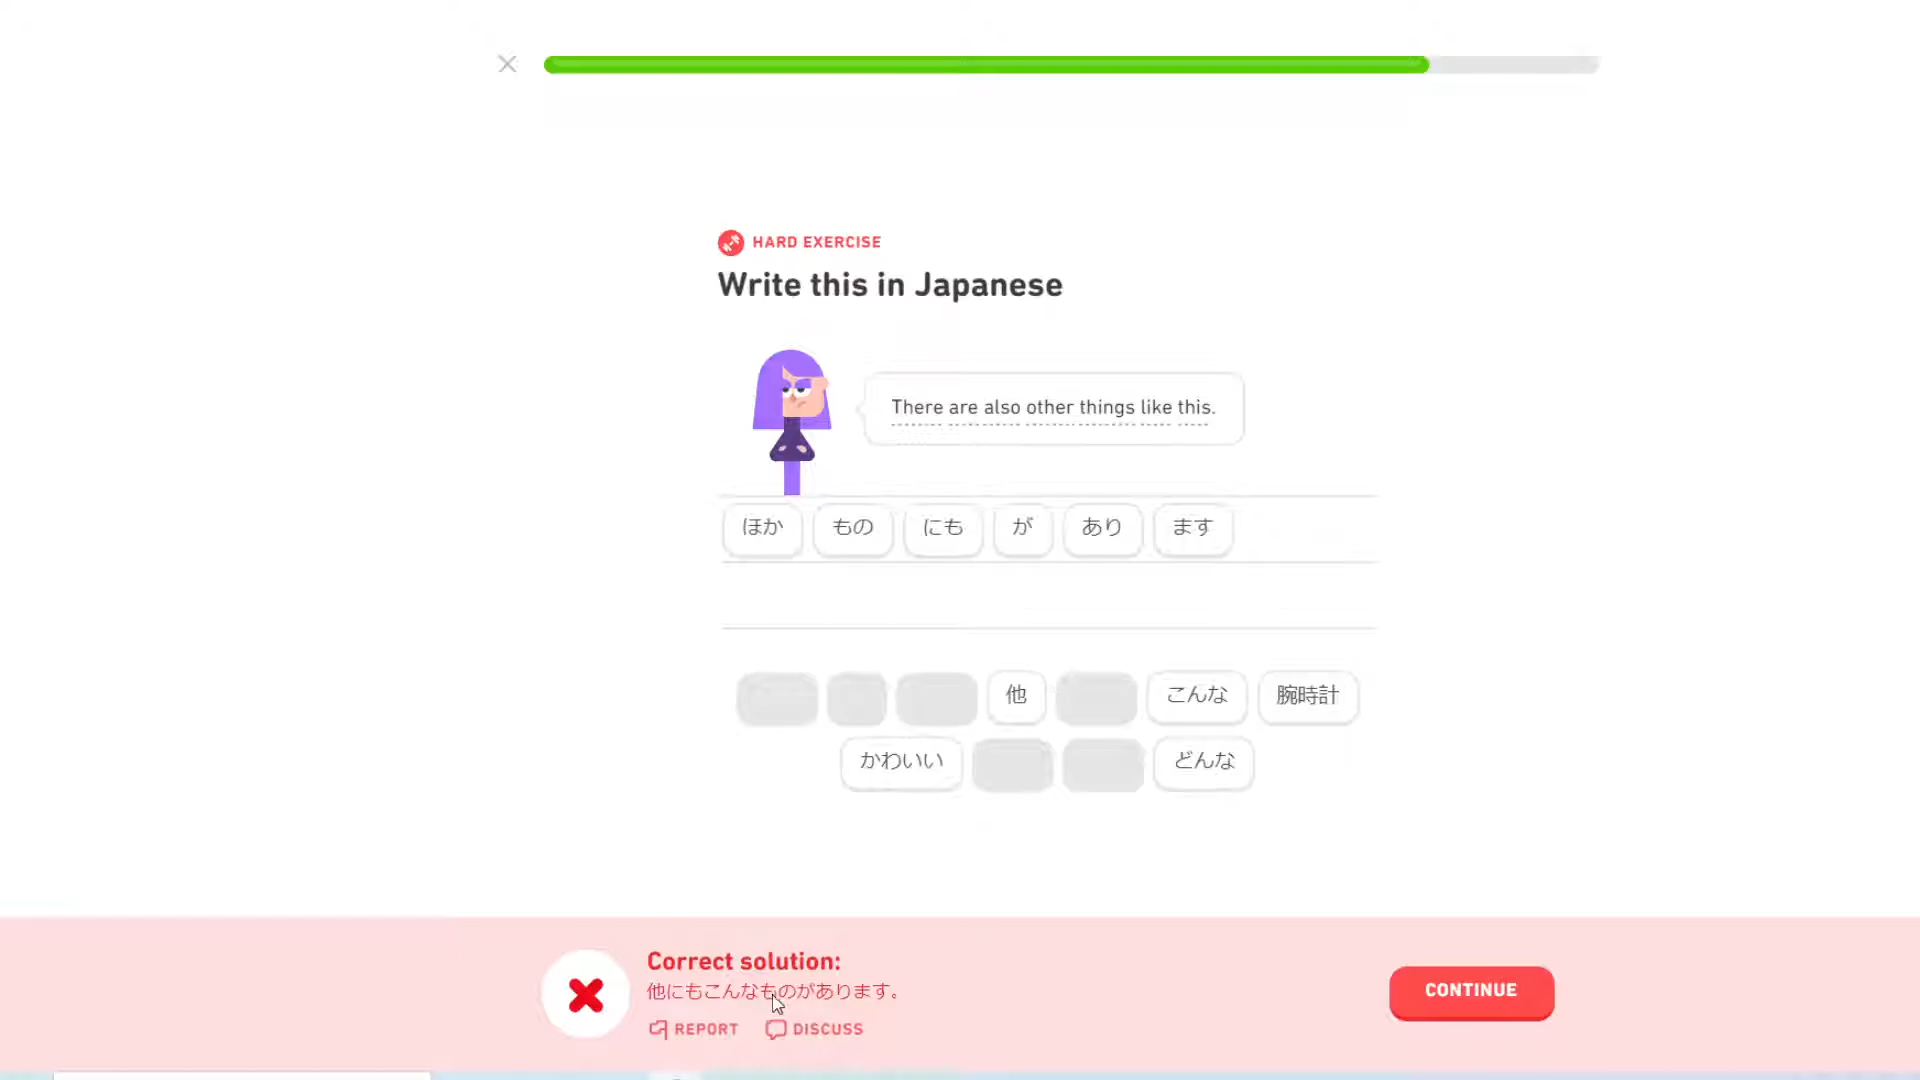 HARD EXERCISE
Write this in Japanese
There are also other things like this.
ほか もの にも が あり ます
他 こんな 腕時計
かわいい どんな
Correct solution:
他にもこんなものがあります。
REPORT DISCUSS
CONTINUE